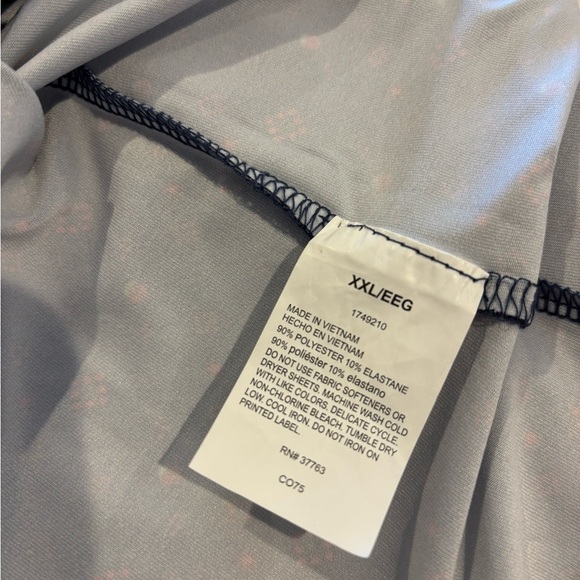 XXL/EEG
1749210
MADE IN VIETNAM
HECHO EN VIETNAM
90% POLYESTER 10% ELASTANE
90% poliéster 10% elastano
DO NOT USE FABRIC SOFTENERS OR
DRYER SHEETS. MACHINE WASH COLD
WITH LIKE COLORS. DELICATE CYCLE.
NON-CHLORINE BLEACH. TUMBLE DRY
LOW. COOL IRON. DO NOT IRON ON
PRINTED LABEL.
RN# 37763
CO75